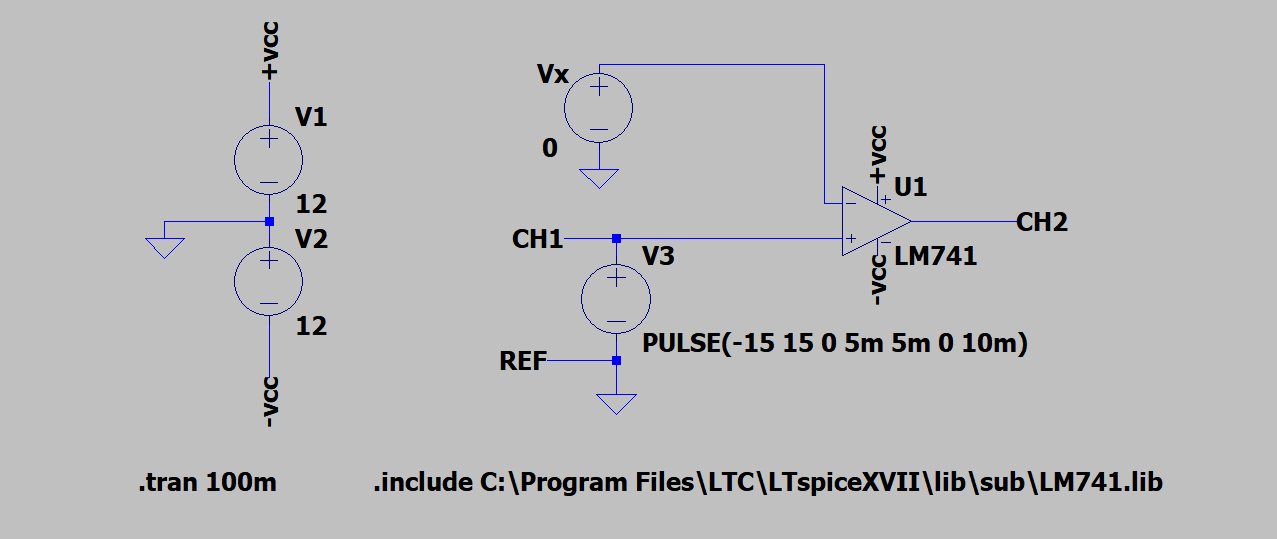 +vcc
V1
12
V2
12
-vcc
Vx
0
+vcc
U1
LM741
-vcc
CH2
CH1
V3
PULSE(-15 15 0 5m 5m 0 10m)
REF
.tran 100m
.include C:\Program Files\LTC\LTspiceXVII\lib\sub\LM741.lib